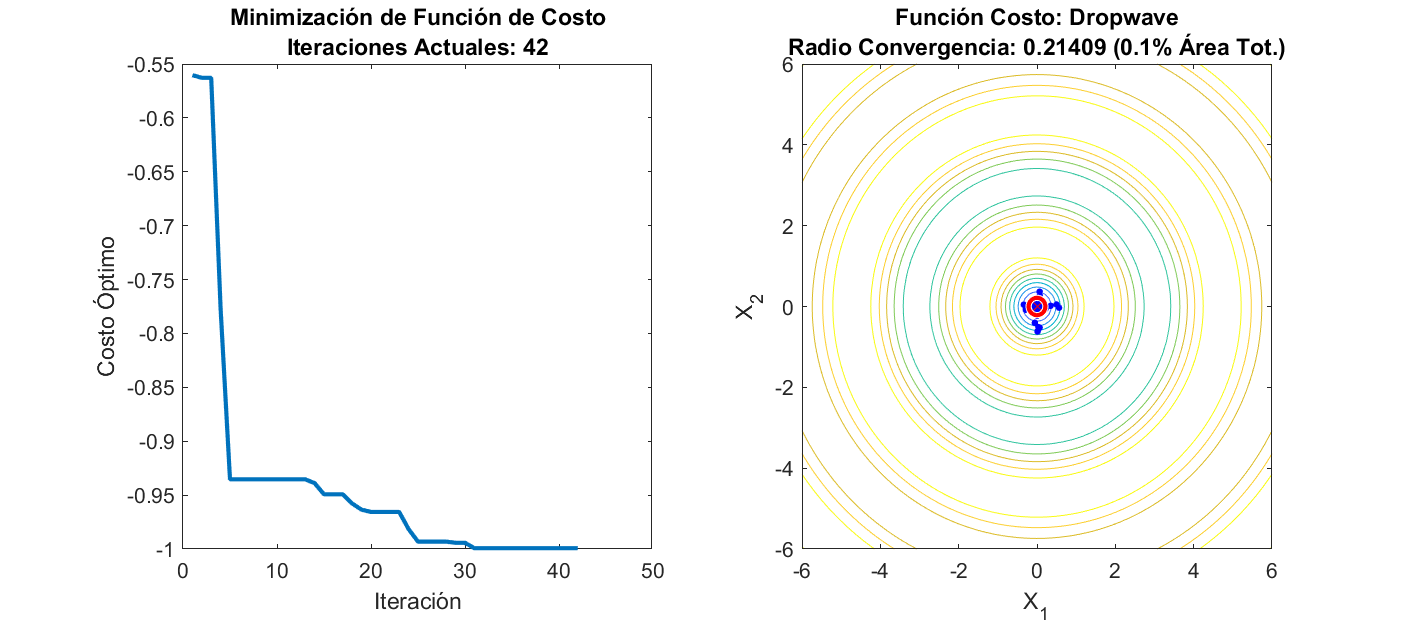 Minimización de Función de Costo
Iteraciones Actuales: 42
-0.55
-0.6
-0.65
-0.7
-0.75
-0.8
-0.85
-0.9
-0.95
-1
Costo Óptimo
0 10 20 30 40 50
Iteración
Función Costo: Dropwave
Radio Convergencia: 0.21409 (0.1% Área Tot.)
6
4
2
0
-2
-4
-6
X2
-6 -4 -2 0 2 4 6
X1